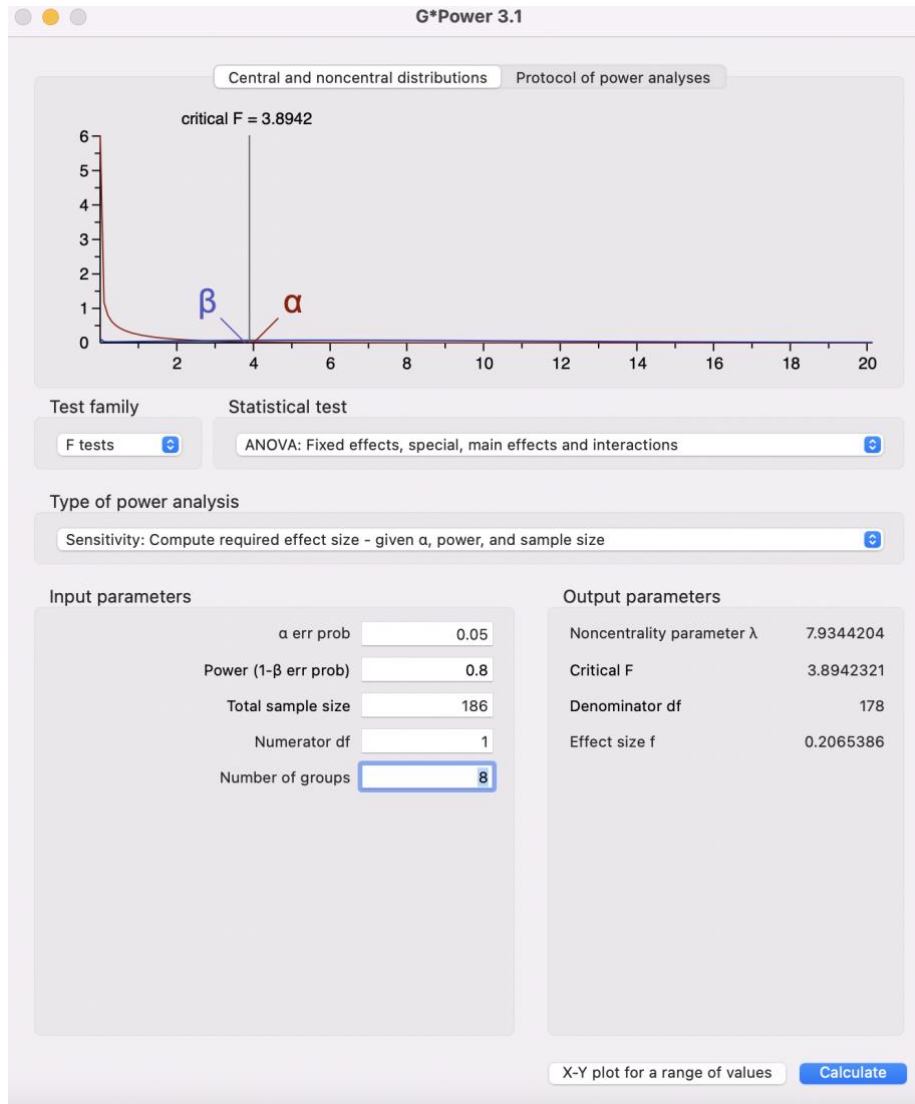 G*Power 3.1
Central and noncentral distributions
Protocol of power analyses
critical F = 3.8942
6
5
4
3
2
1
0
β
α
2
4
6
8
10
12
14
16
18
20
Test family
Statistical test
F tests
ANOVA: Fixed effects, special, main effects and interactions
Type of power analysis
Sensitivity: Compute required effect size - given α, power, and sample size
Input parameters
α err prob 0.05
Power (1-β err prob) 0.8
Total sample size 186
Numerator df 1
Number of groups 8
Output parameters
Noncentrality parameter λ 7.9344204
Critical F 3.8942321
Denominator df 178
Effect size f 0.2065386
X-Y plot for a range of values
Calculate